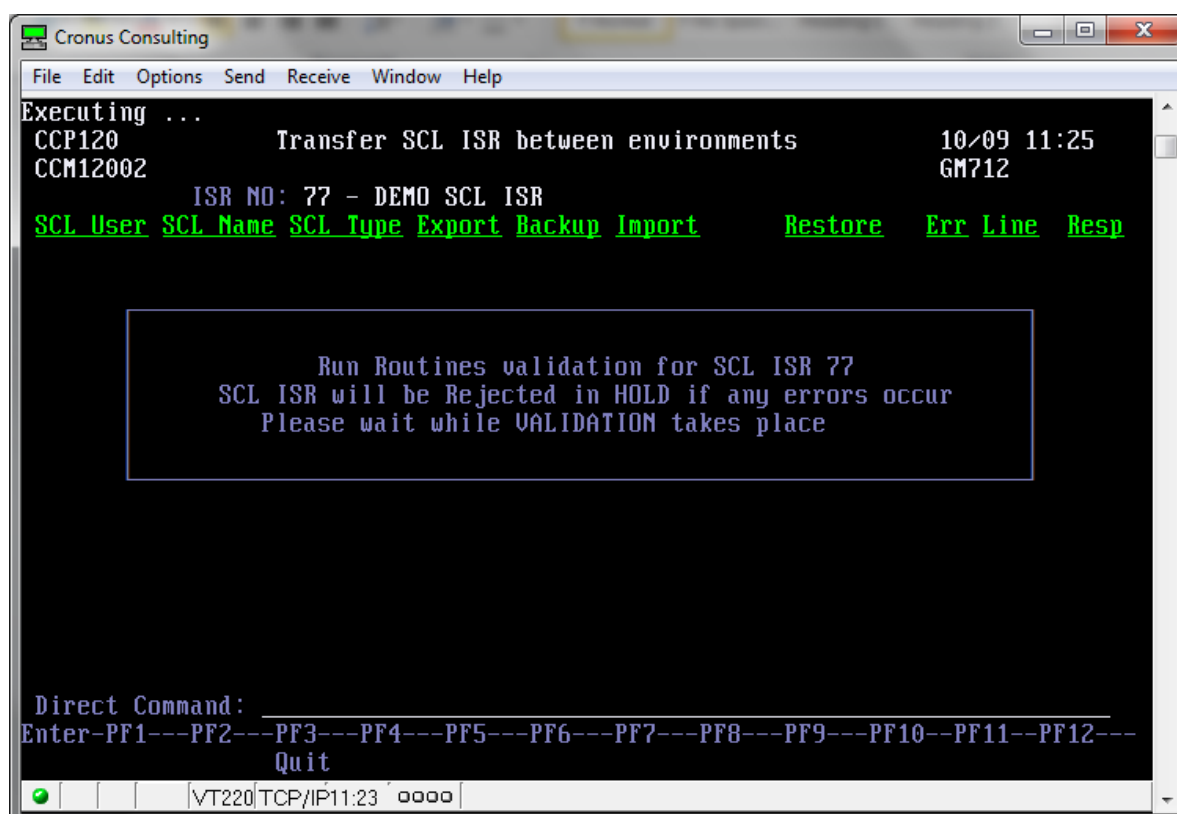 Cronus Consulting
File Edit Options Send Receive Window Help
Executing ...
CCP120 Transfer SCL ISR between environments 10/09 11:25
CCM12002 GM712
ISR NO: 77 - DEMO SCL ISR
SCL User SCL Name SCL Type Export Backup Import Restore Err Line Resp
Run Routines validation for SCL ISR 77
SCL ISR will be Rejected in HOLD if any errors occur
Please wait while VALIDATION takes place
Direct Command:
Enter-PF1---PF2---PF3---PF4---PF5---PF6---PF7---PF8---PF9---PF10--PF11--PF12---
Quit
VT220 TCP/IP 11:23 oooo